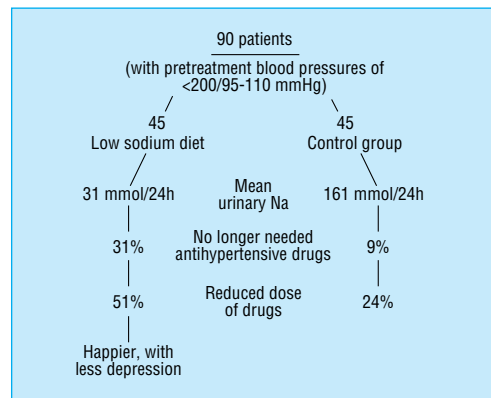 90 patients
(with pretreatment blood pressures of
<200/95-110 mmHg)
45 45
Low sodium diet Control group
31 mmol/24h Mean urinary Na 161 mmol/24h
31% No longer needed antihypertensive drugs 9%
51% Reduced dose of drugs 24%
Happier, with
less depression